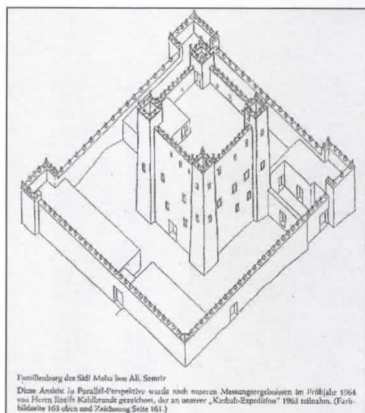 Familienburg des Sidi Moha ben Ali, Semrir
Diese Ansicht in Parallel-Perspektive wurde nach unseren Messungsergebnissen im Frühjahr 1964
von Herrn Kahlbrandt gezeichnet, der an unserer „Kasbah-Expedition“ 1963 teilnahm. (Farb-
bildseite 163 oben und Zeichnung Seite 161.)